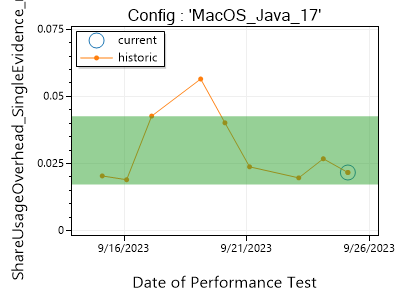 Config : 'MacOS_Java_17'
current
historic
0.075
0.05
0.025
0
9/16/2023
9/21/2023
9/26/2023
Date of Performance Test
ShareUsageOverhead_SingleEvidence_